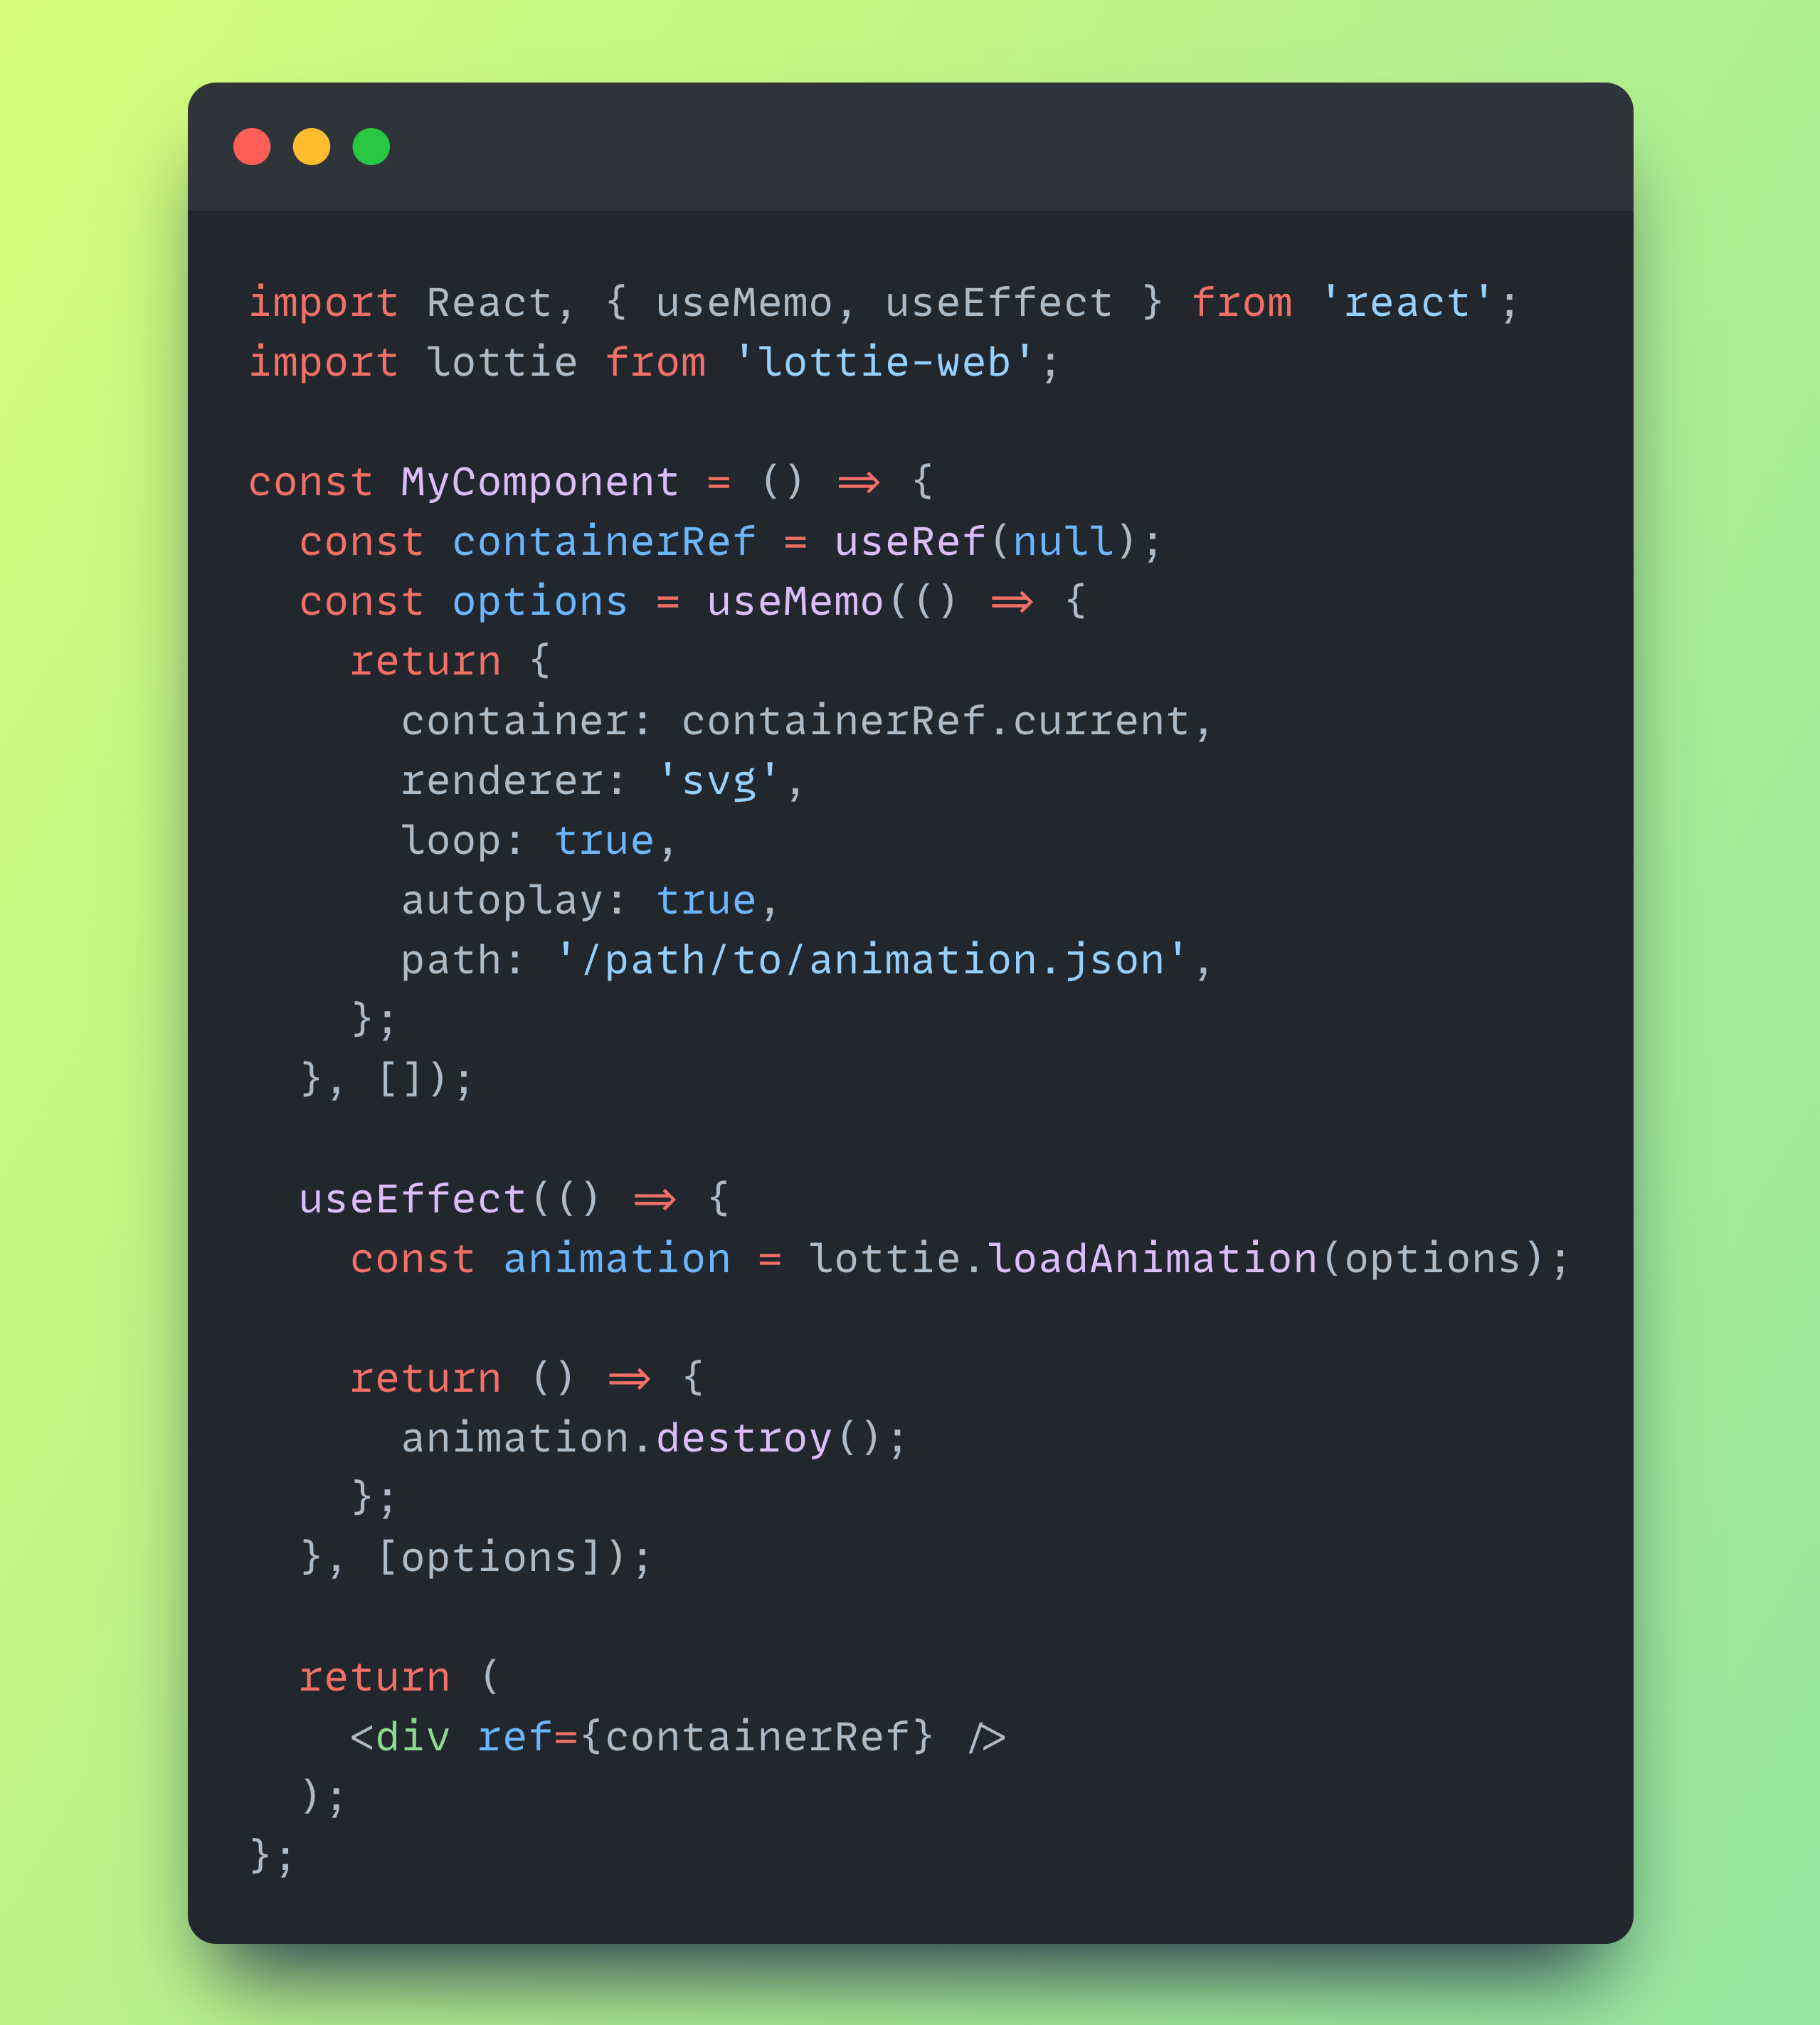 import React, { useMemo, useEffect } from 'react';
import lottie from 'lottie-web';
const MyComponent = () => {
  const containerRef = useRef(null);
  const options = useMemo(() => {
    return {
      container: containerRef.current,
      renderer: 'svg',
      loop: true,
      autoplay: true,
      path: '/path/to/animation.json',
    };
  }, []);
  useEffect(() => {
    const animation = lottie.loadAnimation(options);
    return () => {
      animation.destroy();
    };
  }, [options]);
  return (
    <div ref={containerRef} />
  );
};